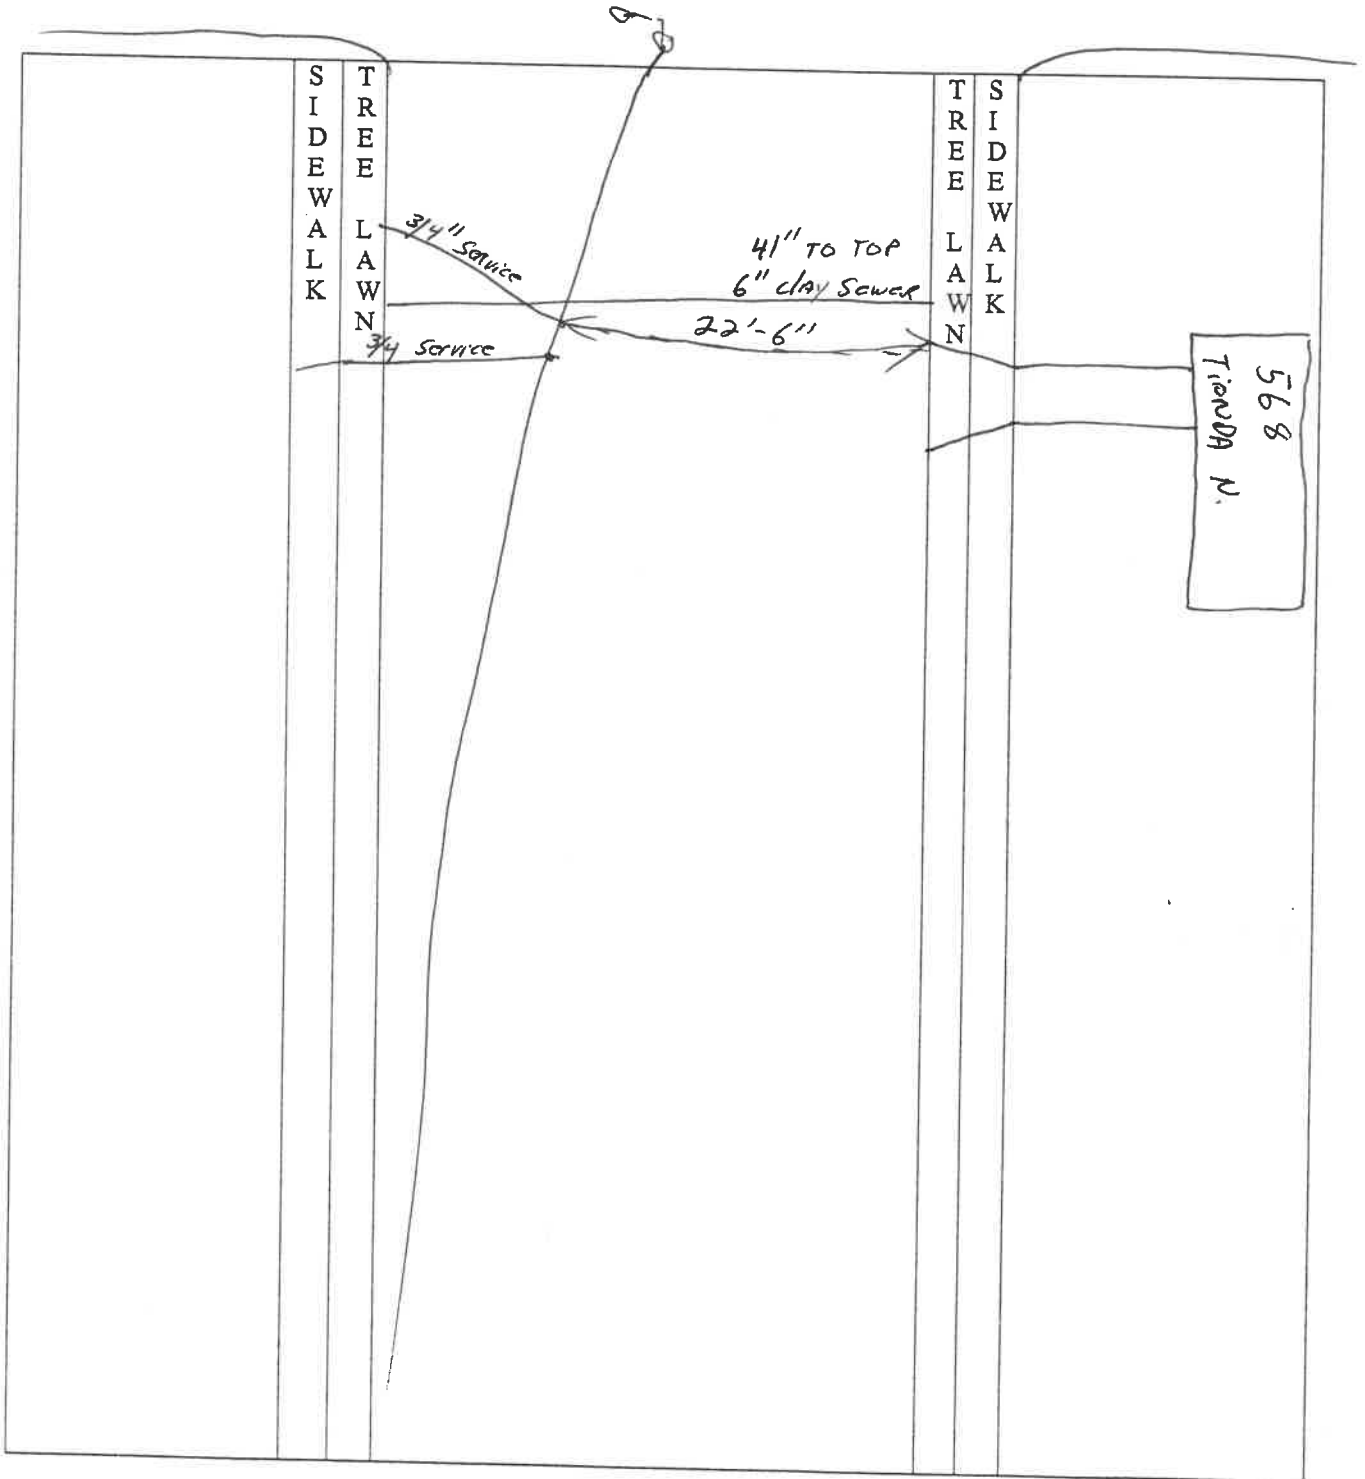 SIDEWALK
TREE LAWN
3/4" Service
3/4 Service
41" TO TOP
6" clAy Sewer
22'-6"
TREE LAWN
SIDEWALK
568
TioNDA N.